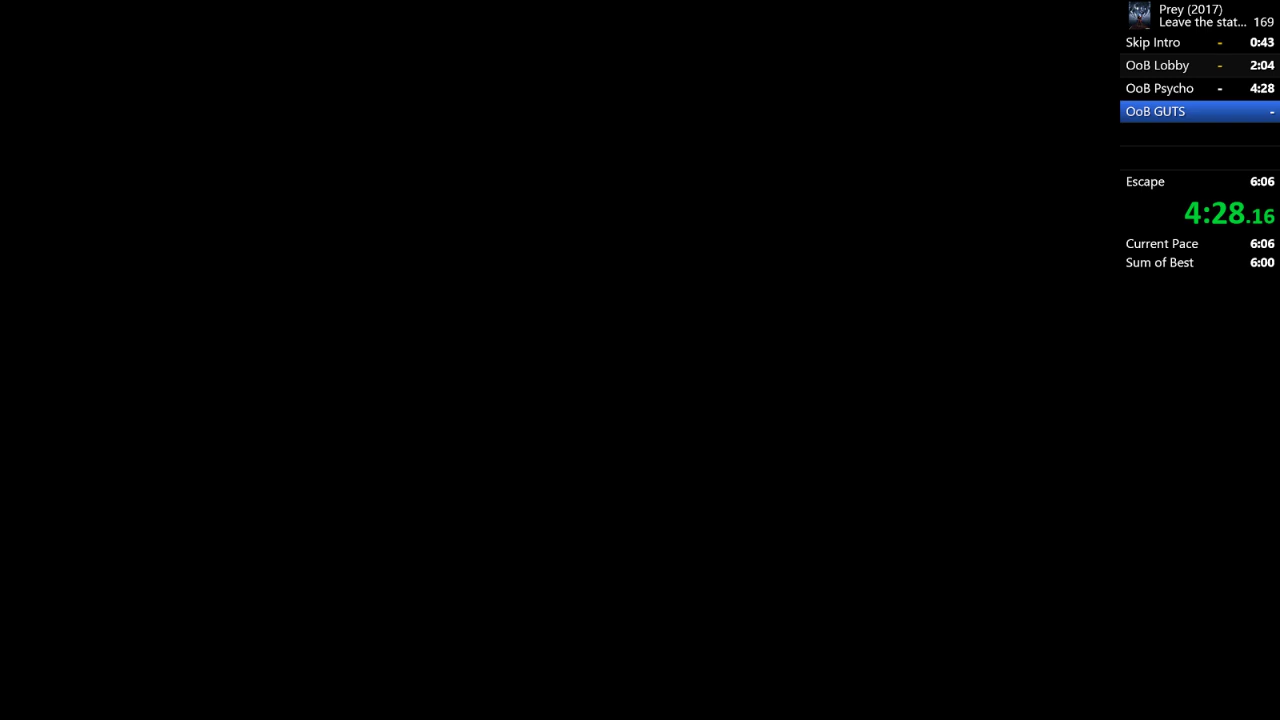 Prey (2017)
Leave the stat... 169
Skip Intro - 0:43
OoB Lobby - 2:04
OoB Psycho - 4:28
OoB GUTS -
Escape 6:06
4:28.16
Current Pace 6:06
Sum of Best 6:00